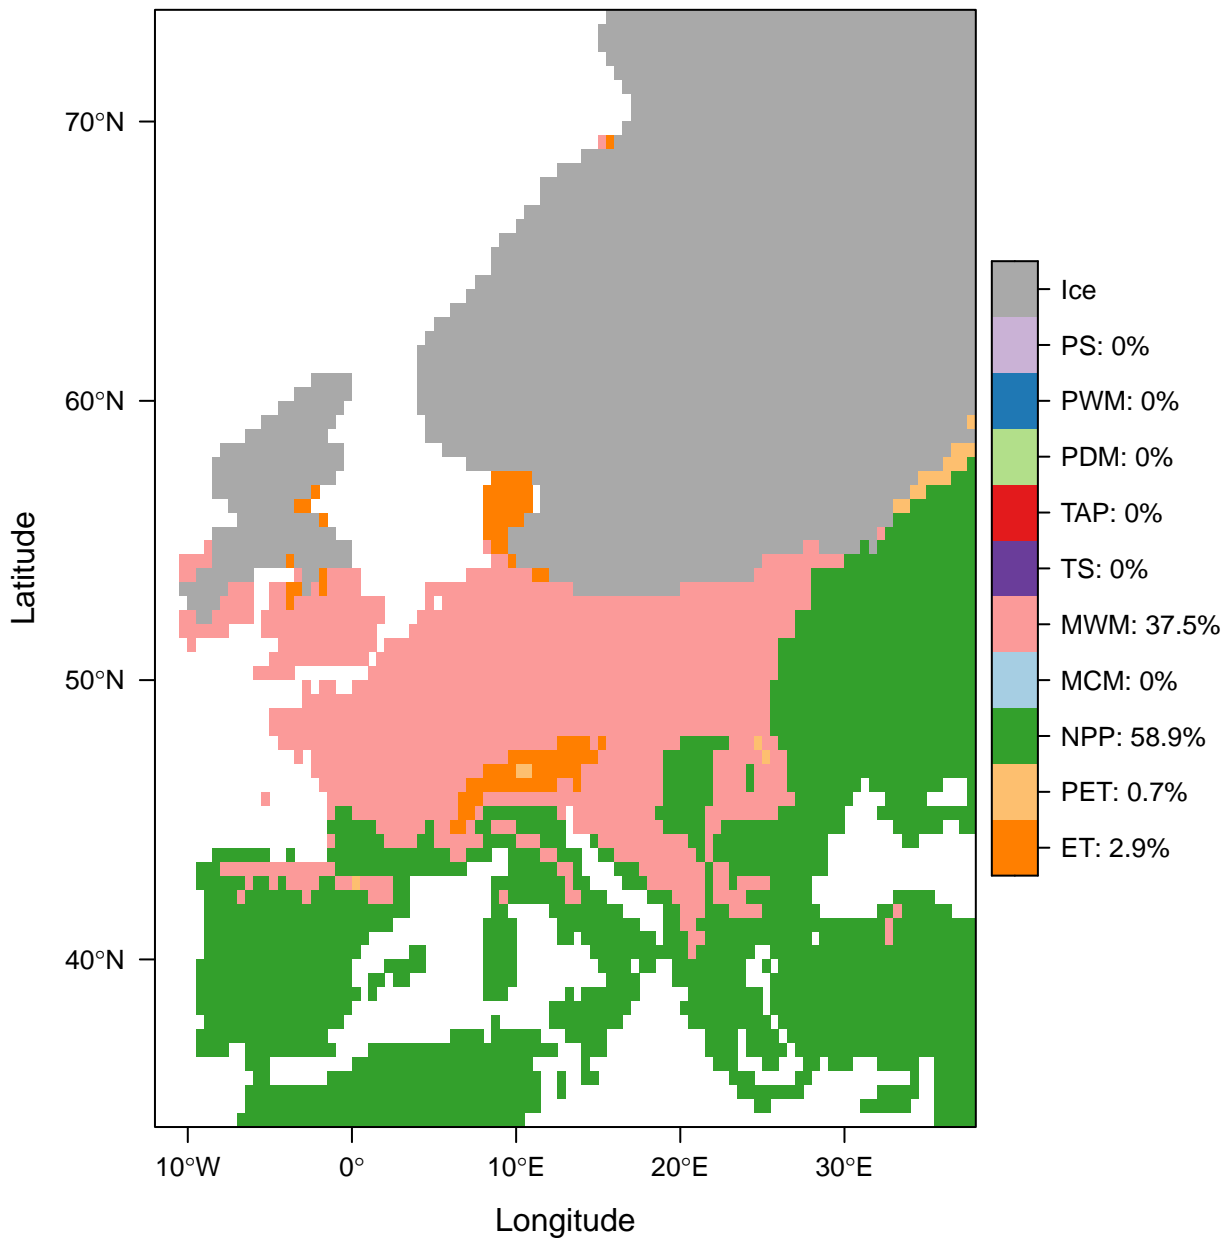 70°N
60°N
50°N
40°N
Latitude
10°W
0°
10°E
20°E
30°E
Longitude
Ice
PS: 0%
PWM: 0%
PDM: 0%
TAP: 0%
TS: 0%
MWM: 37.5%
MCM: 0%
NPP: 58.9%
PET: 0.7%
ET: 2.9%